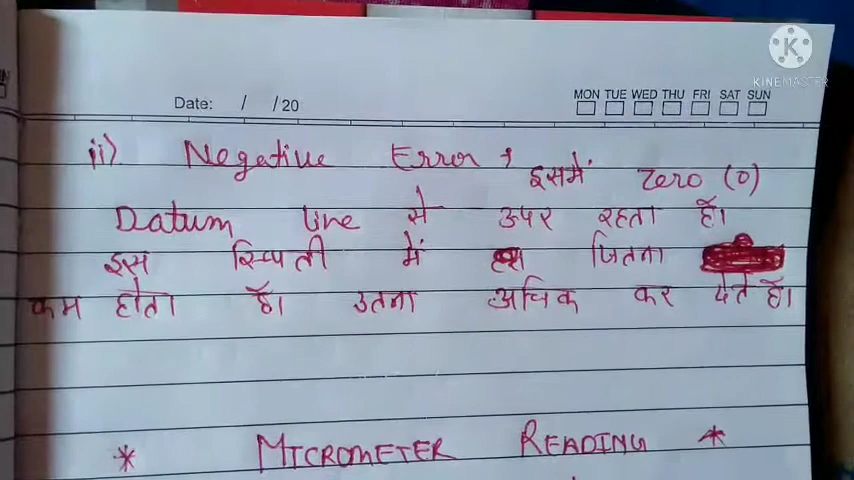 KINEMASTER
Date: / /20
MON TUE WED THU FRI SAT SUN
ii) Negative Error : इसमें Zero (0)
Datum line से उपर रहता है।
इस स्थिती में जितना
कम होता है। उतना अधिक कर देते है।
* MICROMETER READING *